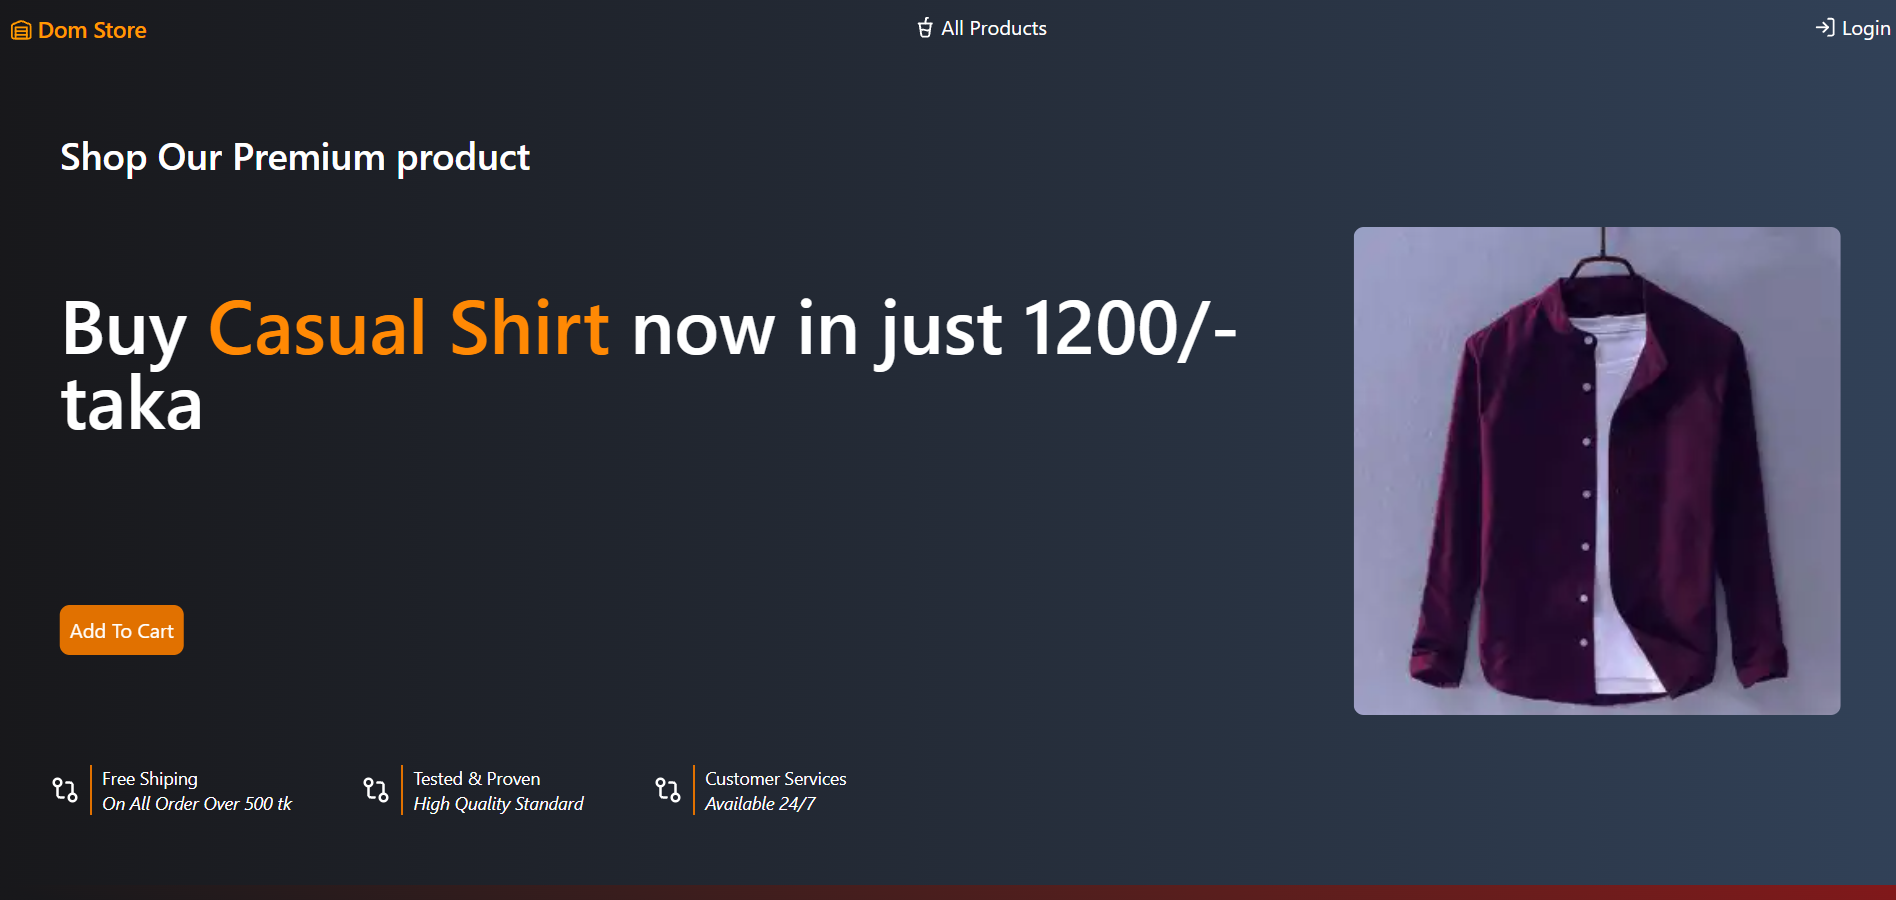 Dom Store
All Products
Login
Shop Our Premium product
Buy Casual Shirt now in just 1200/-
taka
Add To Cart
Free Shiping
On All Order Over 500 tk
Tested & Proven
High Quality Standard
Customer Services
Available 24/7